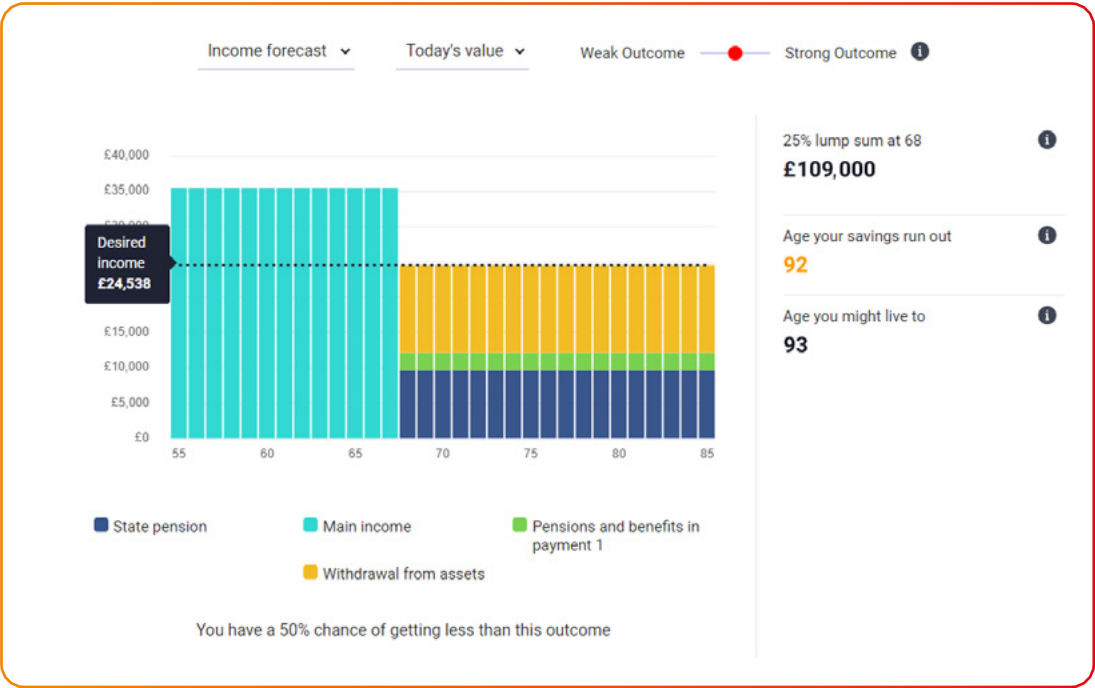 Income forecast
Today's value
Weak Outcome
Strong Outcome
£40,000
£35,000
£30,000
Desired
income
£24,538
£15,000
£10,000
£5,000
£0
55 60 65 70 75 80 85
State pension
Main income
Pensions and benefits in
payment 1
Withdrawal from assets
You have a 50% chance of getting less than this outcome
25% lump sum at 68
£109,000
Age your savings run out
92
Age you might live to
93